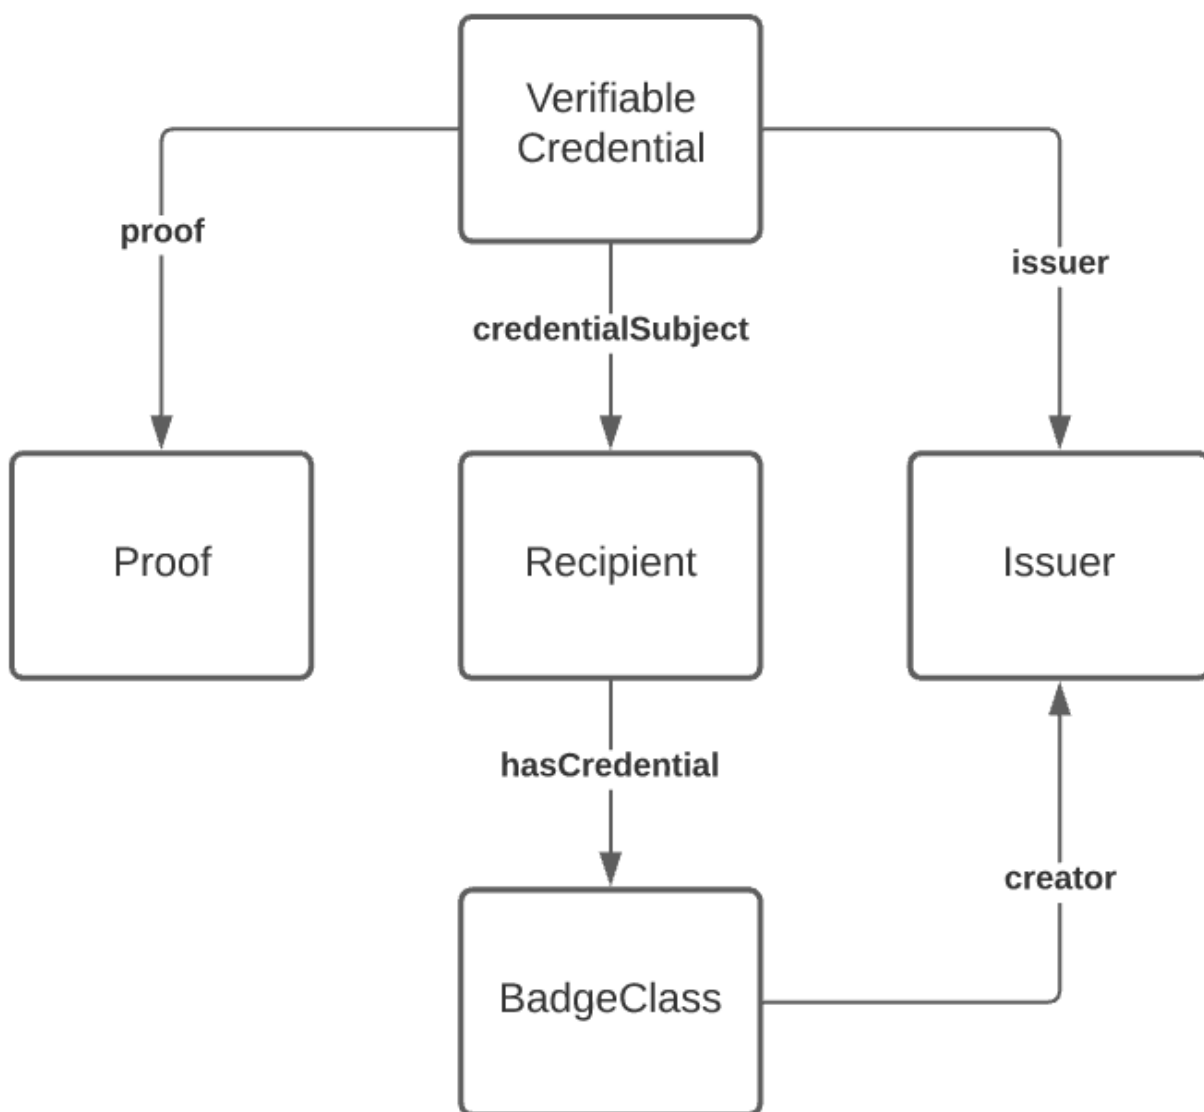 Verifiable
Credential
proof
issuer
credentialSubject
Proof
Recipient
Issuer
hasCredential
creator
BadgeClass